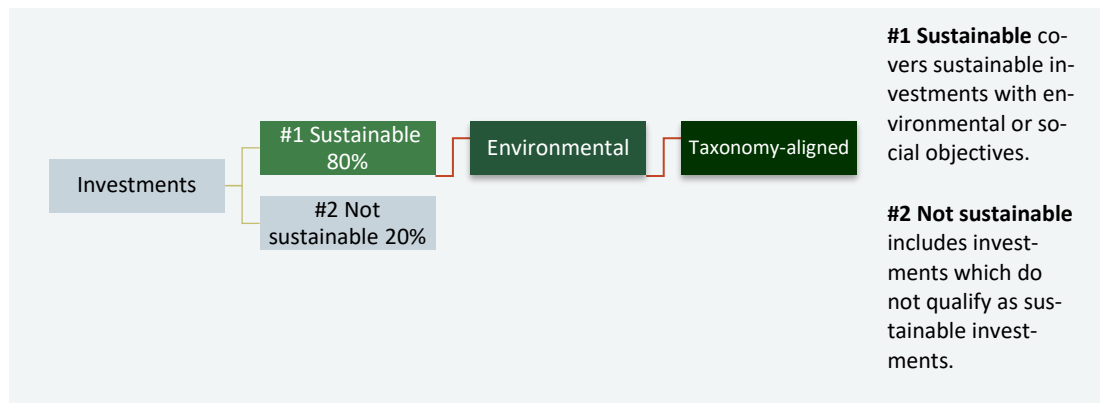 Investments
#1 Sustainable
80%
#2 Not
sustainable 20%
Environmental
Taxonomy-aligned
#1 Sustainable co-
vers sustainable in-
vestments with en-
vironmental or so-
cial objectives.
#2 Not sustainable
includes invest-
ments which do
not qualify as sus-
tainable invest-
ments.